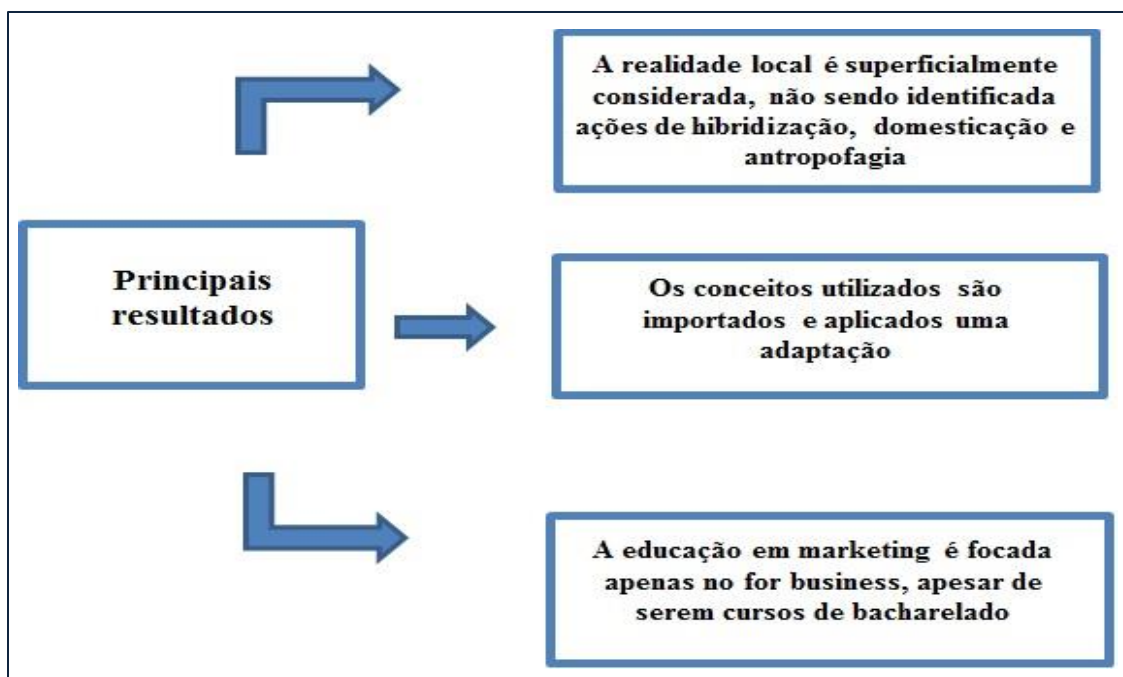 A realidade local é superficialmente
considerada, não sendo identificada
ações de hibridização, domesticação e
antropofagia
Principais
resultados
Os conceitos utilizados são
importados e aplicados uma
adaptação
A educação em marketing é focada
apenas no for business, apesar de
serem cursos de bacharelado